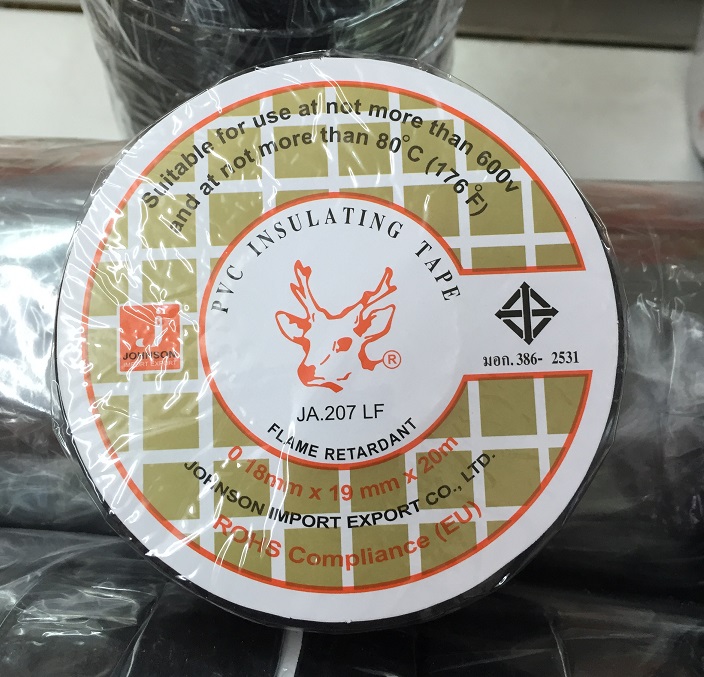 Suitable for use at not more than 600v
and at not more than 80°C (176°F)
PVC INSULATING TAPE
JOHNSON
IMPORT EXPORT
®
มอก. 386- 2531
JA.207 LF
FLAME RETARDANT
0.18mm x 19 mm x 20m
JOHNSON IMPORT EXPORT CO., LTD.
ROHS Compliance (EU)